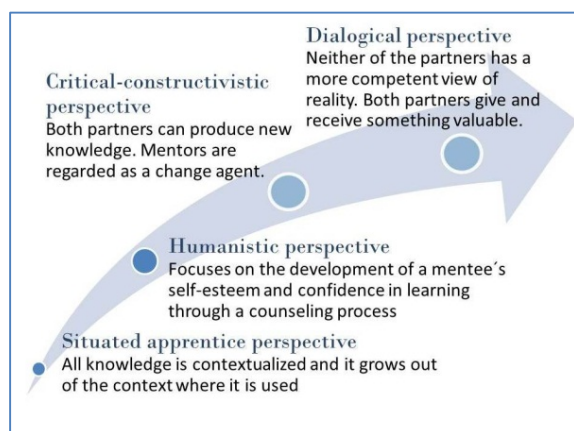 Dialogical perspective
Neither of the partners has a
more competent view of
reality. Both partners give and
receive something valuable.
Critical-constructivistic
perspective
Both partners can produce new
knowledge. Mentors are
regarded as a change agent.
Humanistic perspective
Focuses on the development of a mentee´s
self-esteem and confidence in learning
through a counseling process
Situated apprentice perspective
All knowledge is contextualized and it grows out
of the context where it is used